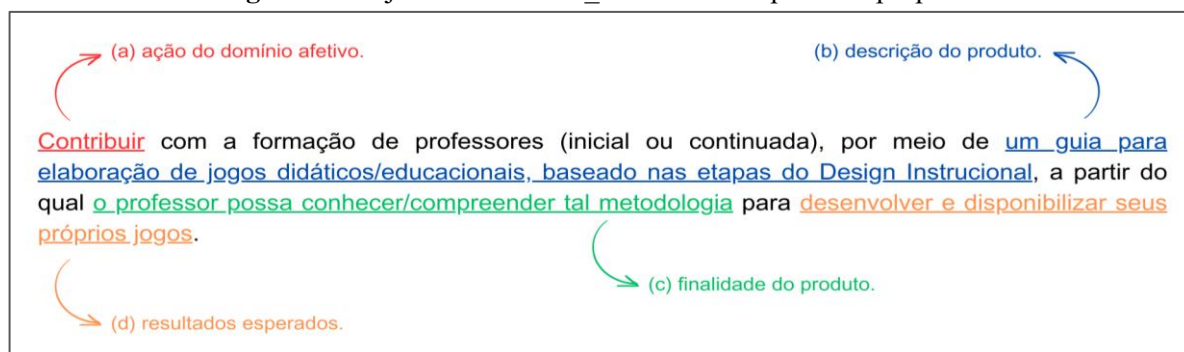 (a) ação do domínio afetivo.
(b) descrição do produto.
Contribuir com a formação de professores (inicial ou continuada), por meio de um guia para
elaboração de jogos didáticos/educacionais, baseado nas etapas do Design Instrucional, a partir do
qual o professor possa conhecer/compreender tal metodologia para desenvolver e disponibilizar seus
próprios jogos.
(c) finalidade do produto.
(d) resultados esperados.